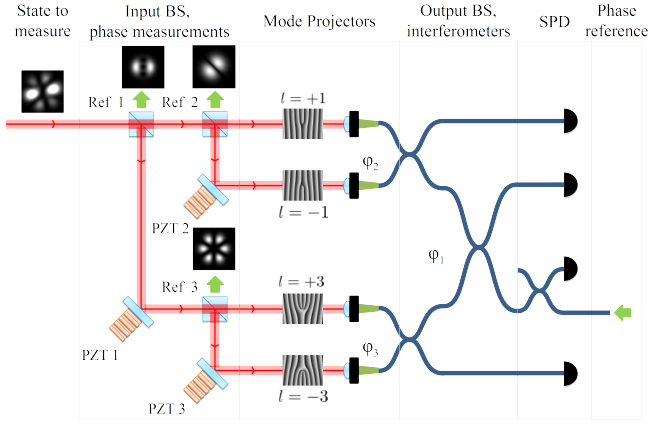 State to
measure
Input BS,
phase measurements
Mode Projectors
Output BS,
interferometers
SPD
Phase
reference
Ref 1
Ref 2
l = +1
φ2
l = −1
PZT 2
φ1
Ref 3
l = +3
PZT 1
φ3
l = −3
PZT 3